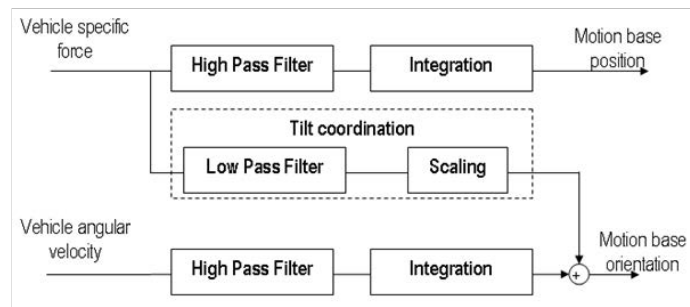 Vehicle specific
force
High Pass Filter
Integration
Motion base
position
Tilt coordination
Low Pass Filter
Scaling
Vehicle angular
velocity
High Pass Filter
Integration
+
Motion base
orientation